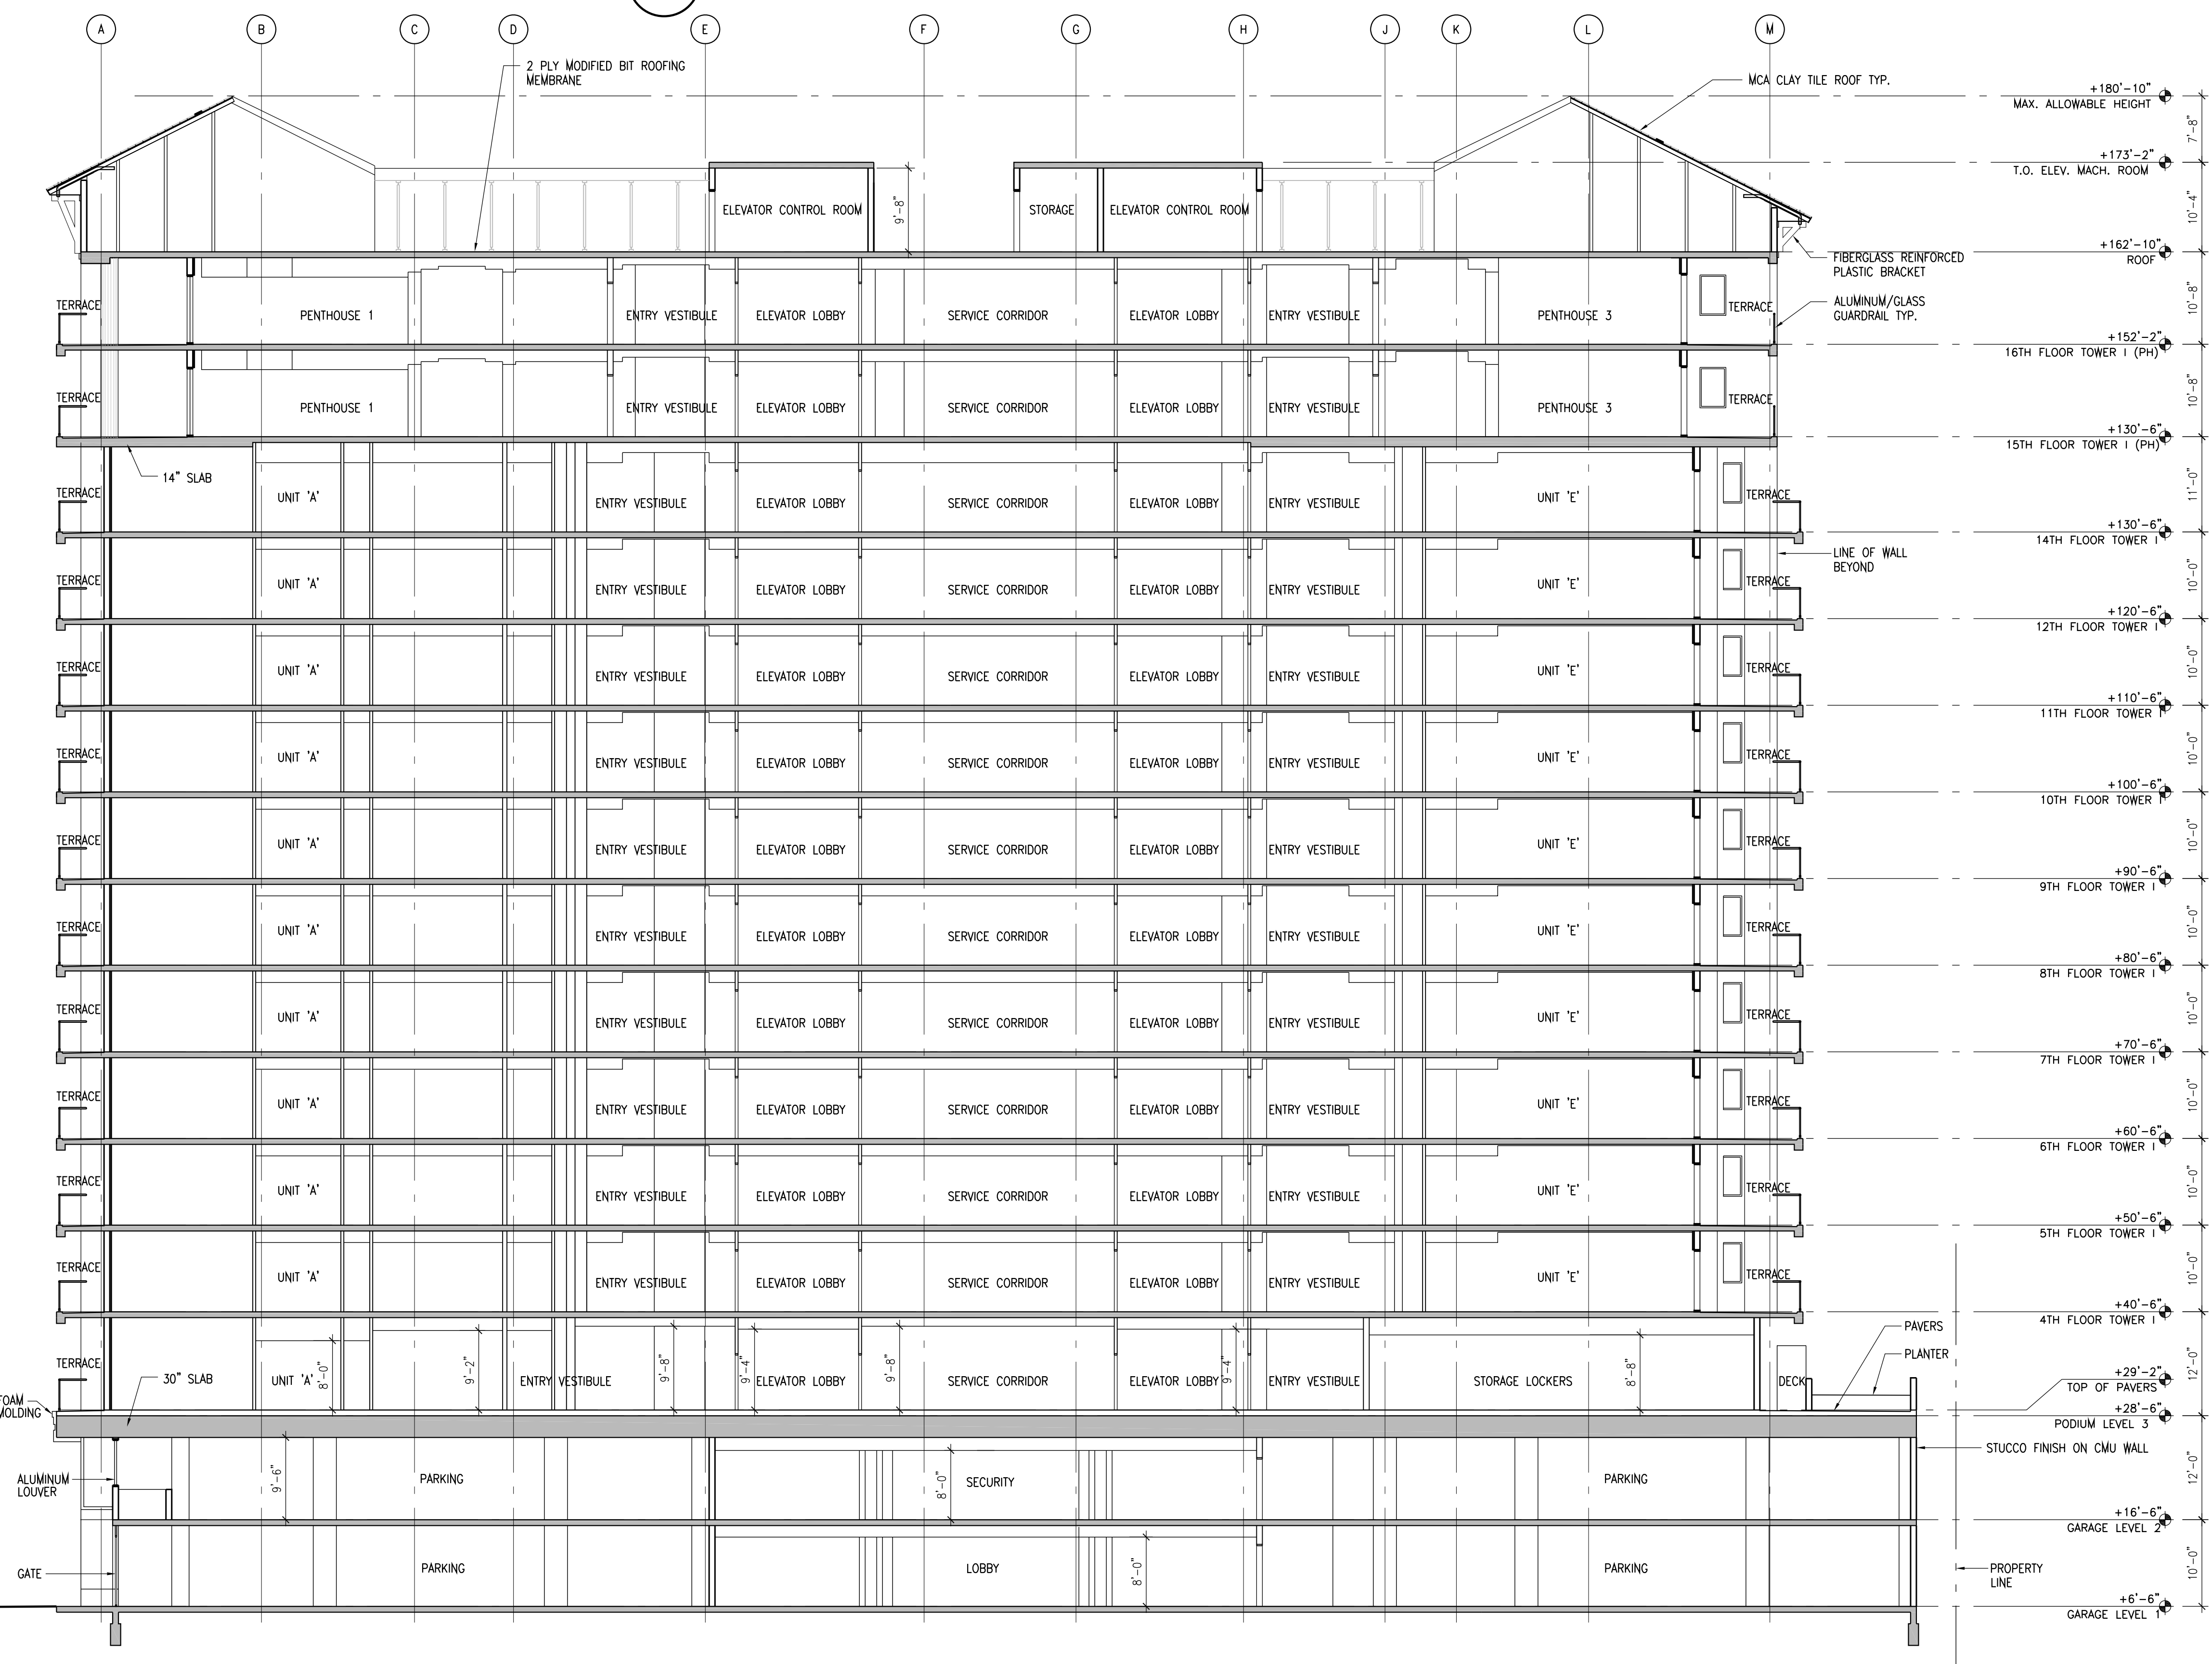 A B C D E F G H J K L M
2 PLY MODIFIED BIT ROOFING
MEMBRANE
MCA CLAY TILE ROOF TYP.
+180'-10"
MAX. ALLOWABLE HEIGHT
7'-8"
+173'-2"
T.O. ELEV. MACH. ROOM
ELEVATOR CONTROL ROOM
9'-8"
STORAGE
ELEVATOR CONTROL ROOM
10'-4"
+162'-10"
ROOF
FIBERGLASS REINFORCED
PLASTIC BRACKET
ALUMINUM/GLASS
GUARDRAIL TYP.
TERRACE PENTHOUSE 1 ENTRY VESTIBULE ELEVATOR LOBBY SERVICE CORRIDOR ELEVATOR LOBBY ENTRY VESTIBULE PENTHOUSE 3 TERRACE
10'-8"
+152'-2"
16TH FLOOR TOWER I (PH)
TERRACE PENTHOUSE 1 ENTRY VESTIBULE ELEVATOR LOBBY SERVICE CORRIDOR ELEVATOR LOBBY ENTRY VESTIBULE PENTHOUSE 3 TERRACE
10'-8"
+130'-6"
15TH FLOOR TOWER I (PH)
14" SLAB
TERRACE UNIT 'A' ENTRY VESTIBULE ELEVATOR LOBBY SERVICE CORRIDOR ELEVATOR LOBBY ENTRY VESTIBULE UNIT 'E' TERRACE
11'-0"
+130'-6"
14TH FLOOR TOWER I
LINE OF WALL
BEYOND
TERRACE UNIT 'A' ENTRY VESTIBULE ELEVATOR LOBBY SERVICE CORRIDOR ELEVATOR LOBBY ENTRY VESTIBULE UNIT 'E' TERRACE
10'-0"
+120'-6"
12TH FLOOR TOWER I
TERRACE UNIT 'A' ENTRY VESTIBULE ELEVATOR LOBBY SERVICE CORRIDOR ELEVATOR LOBBY ENTRY VESTIBULE UNIT 'E' TERRACE
10'-0"
+110'-6"
11TH FLOOR TOWER I
TERRACE UNIT 'A' ENTRY VESTIBULE ELEVATOR LOBBY SERVICE CORRIDOR ELEVATOR LOBBY ENTRY VESTIBULE UNIT 'E' TERRACE
10'-0"
+100'-6"
10TH FLOOR TOWER I
TERRACE UNIT 'A' ENTRY VESTIBULE ELEVATOR LOBBY SERVICE CORRIDOR ELEVATOR LOBBY ENTRY VESTIBULE UNIT 'E' TERRACE
10'-0"
+90'-6"
9TH FLOOR TOWER I
TERRACE UNIT 'A' ENTRY VESTIBULE ELEVATOR LOBBY SERVICE CORRIDOR ELEVATOR LOBBY ENTRY VESTIBULE UNIT 'E' TERRACE
10'-0"
+80'-6"
8TH FLOOR TOWER I
TERRACE UNIT 'A' ENTRY VESTIBULE ELEVATOR LOBBY SERVICE CORRIDOR ELEVATOR LOBBY ENTRY VESTIBULE UNIT 'E' TERRACE
10'-0"
+70'-6"
7TH FLOOR TOWER I
TERRACE UNIT 'A' ENTRY VESTIBULE ELEVATOR LOBBY SERVICE CORRIDOR ELEVATOR LOBBY ENTRY VESTIBULE UNIT 'E' TERRACE
10'-0"
+60'-6"
6TH FLOOR TOWER I
TERRACE UNIT 'A' ENTRY VESTIBULE ELEVATOR LOBBY SERVICE CORRIDOR ELEVATOR LOBBY ENTRY VESTIBULE UNIT 'E' TERRACE
10'-0"
+50'-6"
5TH FLOOR TOWER I
TERRACE UNIT 'A' ENTRY VESTIBULE ELEVATOR LOBBY SERVICE CORRIDOR ELEVATOR LOBBY ENTRY VESTIBULE UNIT 'E' TERRACE
10'-0"
+40'-6"
4TH FLOOR TOWER I
PAVERS
PLANTER
TERRACE
30" SLAB
UNIT 'A' 8'-0" 9'-2" ENTRY VESTIBULE 9'-8" 9'-4" ELEVATOR LOBBY 9'-8" SERVICE CORRIDOR ELEVATOR LOBBY 9'-4" ENTRY VESTIBULE STORAGE LOCKERS 8'-8" DECK
12'-0"
+29'-2"
TOP OF PAVERS
FOAM
MOLDING
+28'-6"
PODIUM LEVEL 3
STUCCO FINISH ON CMU WALL
ALUMINUM
LOUVER
9'-6" PARKING 8'-0" SECURITY PARKING
12'-0"
+16'-6"
GARAGE LEVEL 2
GATE
PARKING LOBBY 8'-0" PARKING
PROPERTY
LINE
10'-0"
+6'-6"
GARAGE LEVEL 1